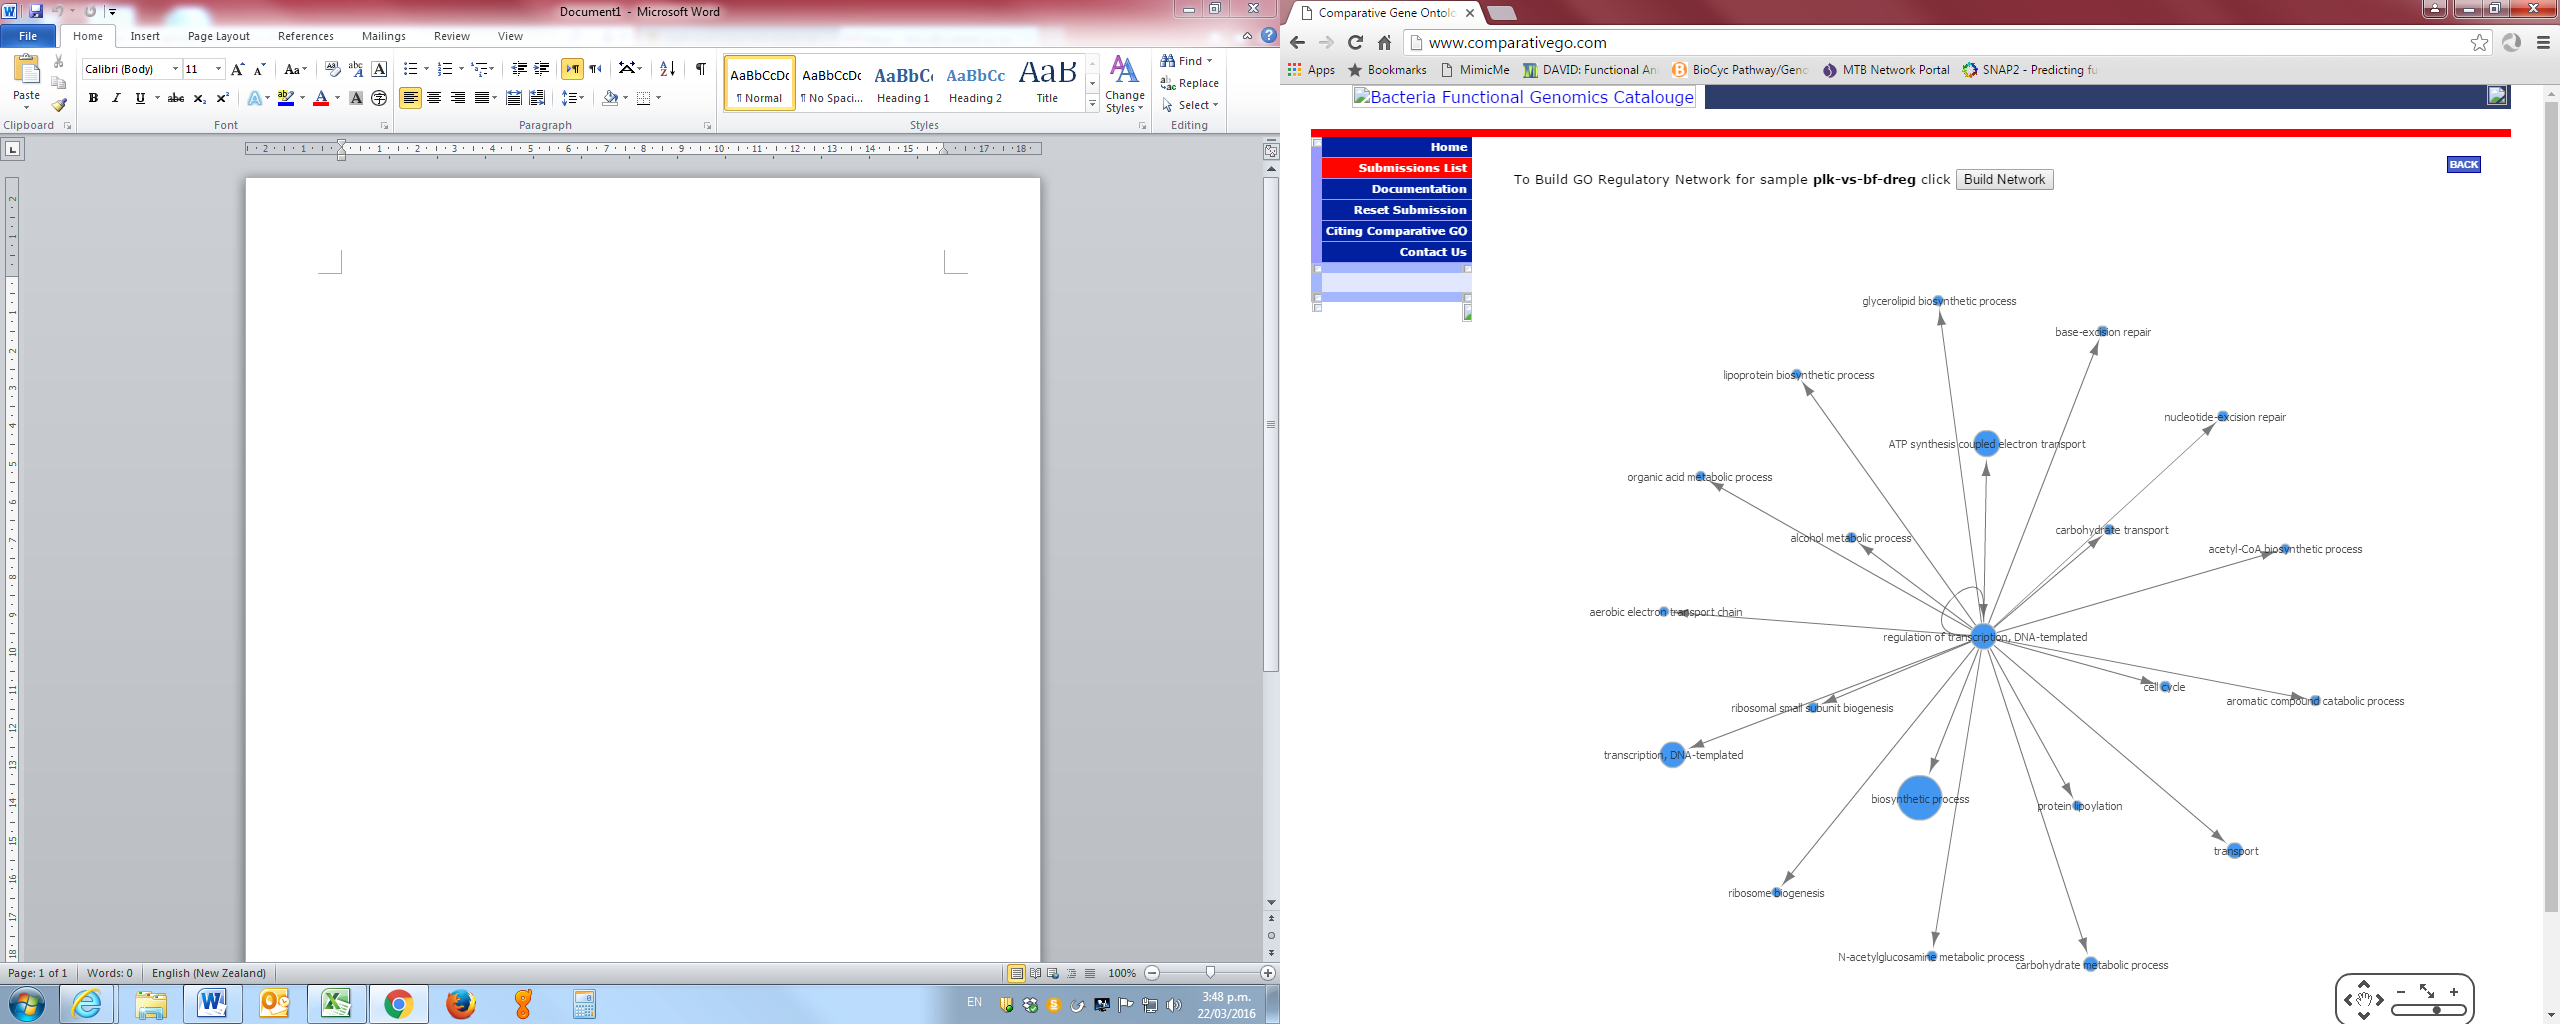 Document1 - Microsoft Word
File Home Insert Page Layout References Mailings Review View
Paste
Calibri (Body) 11
AaBbCcDc AaBbCcDc AaBbC AaBbCc AaB
¶ Normal ¶ No Spaci... Heading 1 Heading 2 Title
Change Styles
Find
Replace
Select
Clipboard Font Paragraph Styles Editing
Page: 1 of 1 Words: 0 English (New Zealand) 100%
EN
3:48 p.m.
22/03/2016
Comparative Gene Ontolo
www.comparativego.com
Apps Bookmarks MimicMe DAVID: Functional An BioCyc Pathway/Geno MTB Network Portal SNAP2 - Predicting fu
Bacteria Functional Genomics Catalouge
Home
Submissions List
Documentation
Reset Submission
Citing Comparative GO
Contact Us
BACK
To Build GO Regulatory Network for sample plk-vs-bf-dreg click Build Network
glycerolipid biosynthetic process
base-excision repair
lipoprotein biosynthetic process
nucleotide-excision repair
ATP synthesis coupled electron transport
organic acid metabolic process
carbohydrate transport
alcohol metabolic process
acetyl-CoA biosynthetic process
aerobic electron transport chain
regulation of transcription, DNA-templated
cell cycle
aromatic compound catabolic process
ribosomal small subunit biogenesis
transcription, DNA-templated
biosynthetic process
protein lipoylation
transport
ribosome biogenesis
N-acetylglucosamine metabolic process
carbohydrate metabolic process